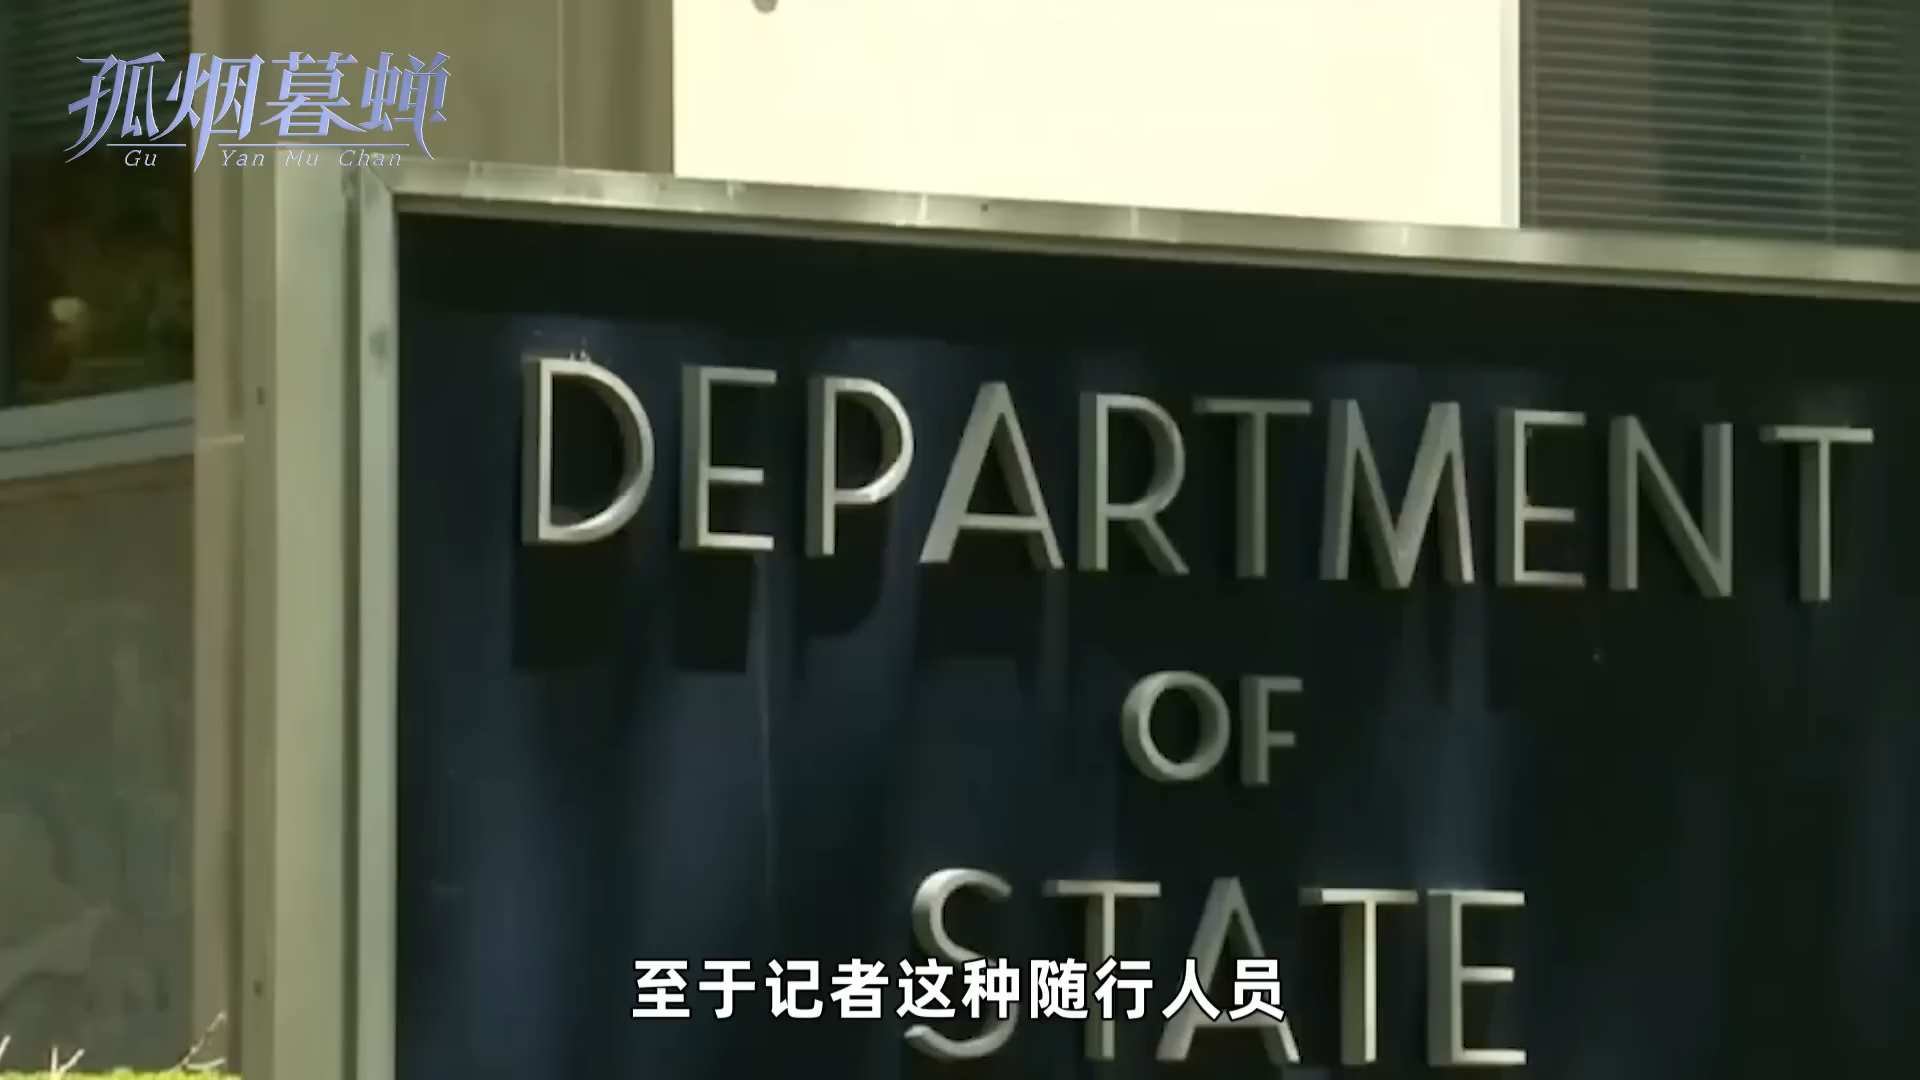 孤烟暮蝉
Gu Yan Mu Chan
DEPARTMENT
OF
STATE
至于记者这种随行人员